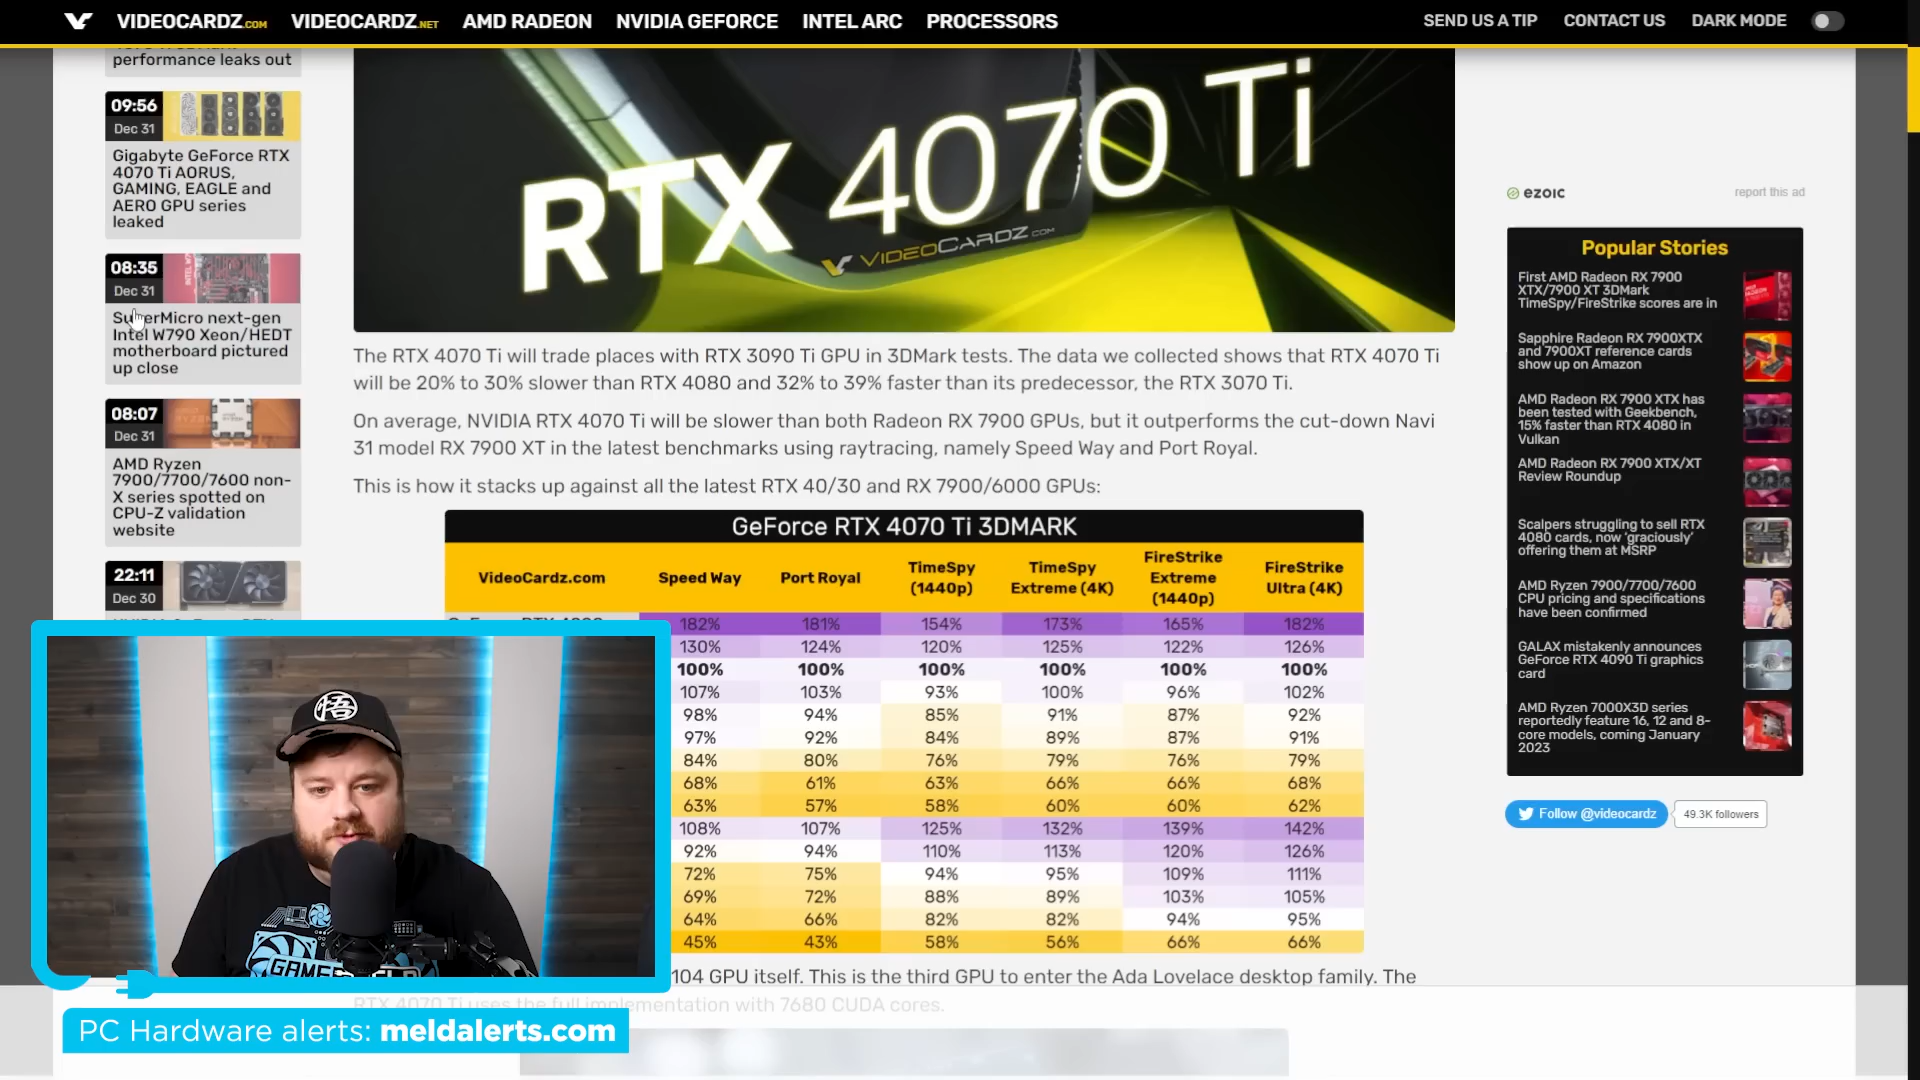 VIDEOCARDZ.COM VIDEOCARDZ.NET AMD RADEON NVIDIA GEFORCE INTEL ARC PROCESSORS SEND US A TIP CONTACT US DARK MODE
performance leaks out
09:56
Dec 31
Gigabyte GeForce RTX
4070 Ti AORUS,
GAMING, EAGLE and
AERO GPU series
leaked
08:35
Dec 31
SuperMicro next-gen
Intel W790 Xeon/HEDT
motherboard pictured
up close
08:07
Dec 31
AMD Ryzen
7900/7700/7600 non-
X series spotted on
CPU-Z validation
website
22:11
Dec 30
RTX 4070 Ti
VIDEOCARDZ.COM
The RTX 4070 Ti will trade places with RTX 3090 Ti GPU in 3DMark tests. The data we collected shows that RTX 4070 Ti
will be 20% to 30% slower than RTX 4080 and 32% to 39% faster than its predecessor, the RTX 3070 Ti.
On average, NVIDIA RTX 4070 Ti will be slower than both Radeon RX 7900 GPUs, but it outperforms the cut-down Navi
31 model RX 7900 XT in the latest benchmarks using raytracing, namely Speed Way and Port Royal.
This is how it stacks up against all the latest RTX 40/30 and RX 7900/6000 GPUs:
GeForce RTX 4070 Ti 3DMARK
VideoCardz.com Speed Way Port Royal TimeSpy (1440p) TimeSpy Extreme (4K) FireStrike Extreme (1440p) FireStrike Ultra (4K)
182% 181% 154% 173% 165% 182%
130% 124% 120% 125% 122% 126%
100% 100% 100% 100% 100% 100%
107% 103% 93% 100% 96% 102%
98% 94% 85% 91% 87% 92%
97% 92% 84% 89% 87% 91%
84% 80% 76% 79% 76% 79%
68% 61% 63% 66% 66% 68%
63% 57% 58% 60% 60% 62%
108% 107% 125% 132% 139% 142%
92% 94% 110% 113% 120% 126%
72% 75% 94% 95% 109% 111%
69% 72% 88% 89% 103% 105%
64% 66% 82% 82% 94% 95%
45% 43% 58% 56% 66% 66%
104 GPU itself. This is the third GPU to enter the Ada Lovelace desktop family. The
RTX 4070 Ti uses the full implementation with 7680 CUDA cores.
ezoic report this ad
Popular Stories
First AMD Radeon RX 7900
XTX/7900 XT 3DMark
TimeSpy/FireStrike scores are in
Sapphire Radeon RX 7900XTX
and 7900XT reference cards
show up on Amazon
AMD Radeon RX 7900 XTX has
been tested with Geekbench,
15% faster than RTX 4080 in
Vulkan
AMD Radeon RX 7900 XTX/XT
Review Roundup
Scalpers struggling to sell RTX
4080 cards, now ‘graciously’
offering them at MSRP
AMD Ryzen 7900/7700/7600
CPU pricing and specifications
have been confirmed
GALAX mistakenly announces
GeForce RTX 4090 Ti graphics
card
AMD Ryzen 7000X3D series
reportedly feature 16, 12 and 8-
core models, coming January
2023
Follow @videocardz 49.3K followers
悟
PC Hardware alerts: meldalerts.com